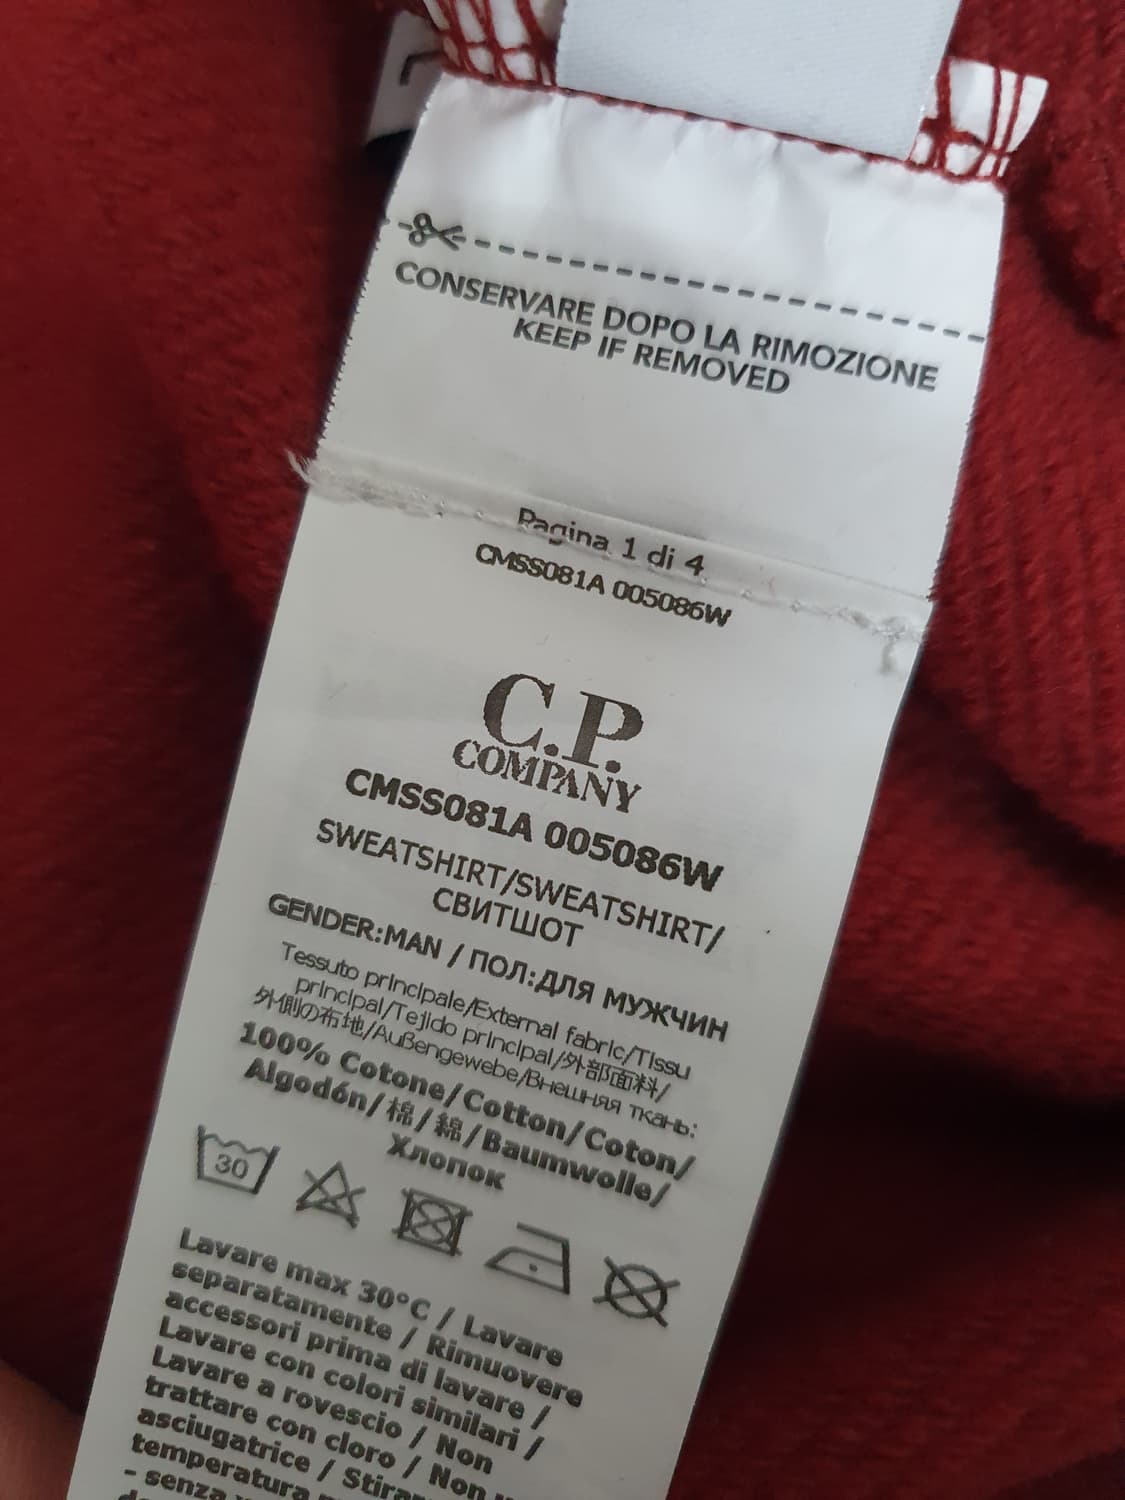 CONSERVARE DOPO LA RIMOZIONE
KEEP IF REMOVED
Pagina 1 di 4
CMSS081A 005086W
C.P.
COMPANY
CMSS081A 005086W
SWEATSHIRT/SWEATSHIRT/
СВИТШОТ
GENDER:MAN / ПОЛ:ДЛЯ МУЖЧИН
Tessuto principale/External fabric/Tissu
principal/Tejido principal/外部面料/
外側の布地/Außengewebe/Внешняя ткань:
100% Cotone/Cotton/Coton/
Algodón/棉/綿/Baumwolle/
Хлопок
30
Lavare max 30°C / Lavare
separatamente / Rimuovere
accessori prima di lavare /
Lavare con colori similari /
Lavare a rovescio / Non
trattare con cloro / Non
asciugatrice /
temperatura
- senza